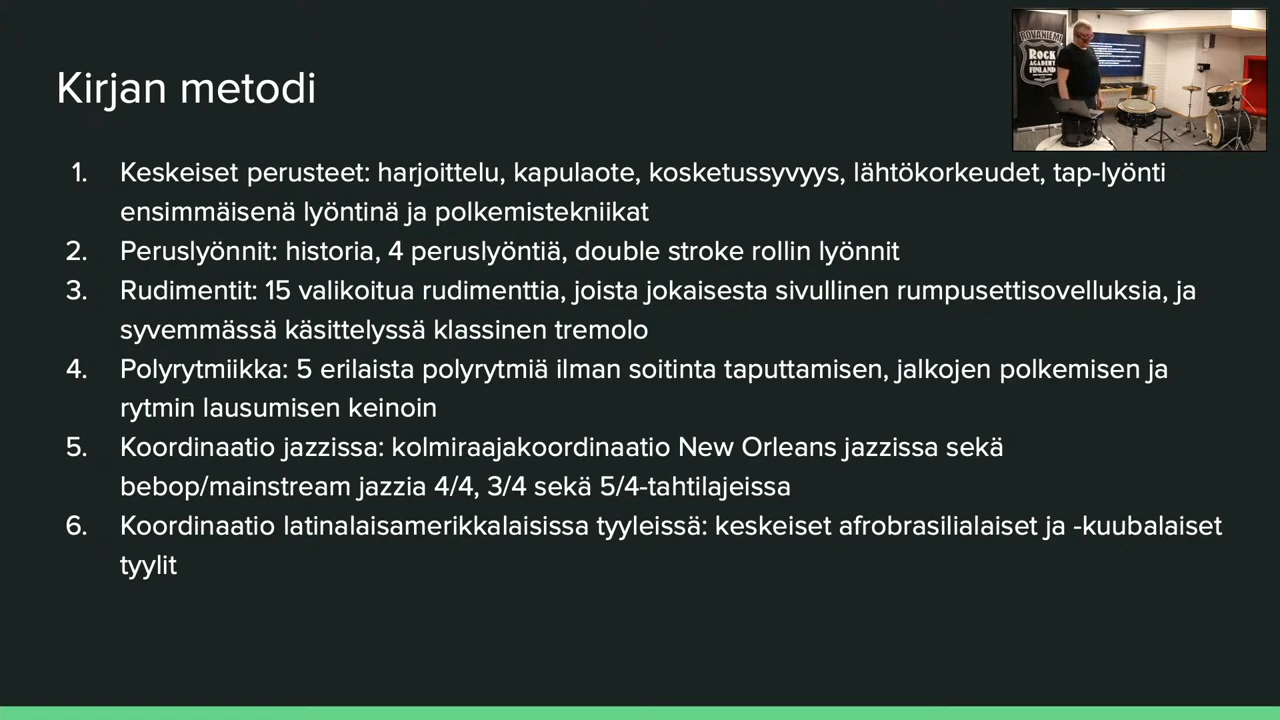 Kirjan metodi
1. Keskeiset perusteet: harjoittelu, kapulaote, kosketussyvyys, lähtökorkeudet, tap-lyönti
ensimmäisenä lyöntinä ja polkemistekniikat
2. Peruslyönnit: historia, 4 peruslyöntiä, double stroke rollin lyönnit
3. Rudimentit: 15 valikoitua rudimenttia, joista jokaisesta sivullinen rumpusettisovelluksia, ja
syvemmässä käsittelyssä klassinen tremolo
4. Polyrytmiikka: 5 erilaista polyrytmiä ilman soitinta taputtamisen, jalkojen polkemisen ja
rytmin lausumisen keinoin
5. Koordinaatio jazzissa: kolmiraajakoordinaatio New Orleans jazzissa sekä
bebop/mainstream jazzia 4/4, 3/4 sekä 5/4-tahtilajeissa
6. Koordinaatio latinalaisamerikkalaisissa tyyleissä: keskeiset afrobrasilialaiset ja -kuubalaiset
tyylit
ROVANIEMI
ROCK
ACADEMY
FINLAND